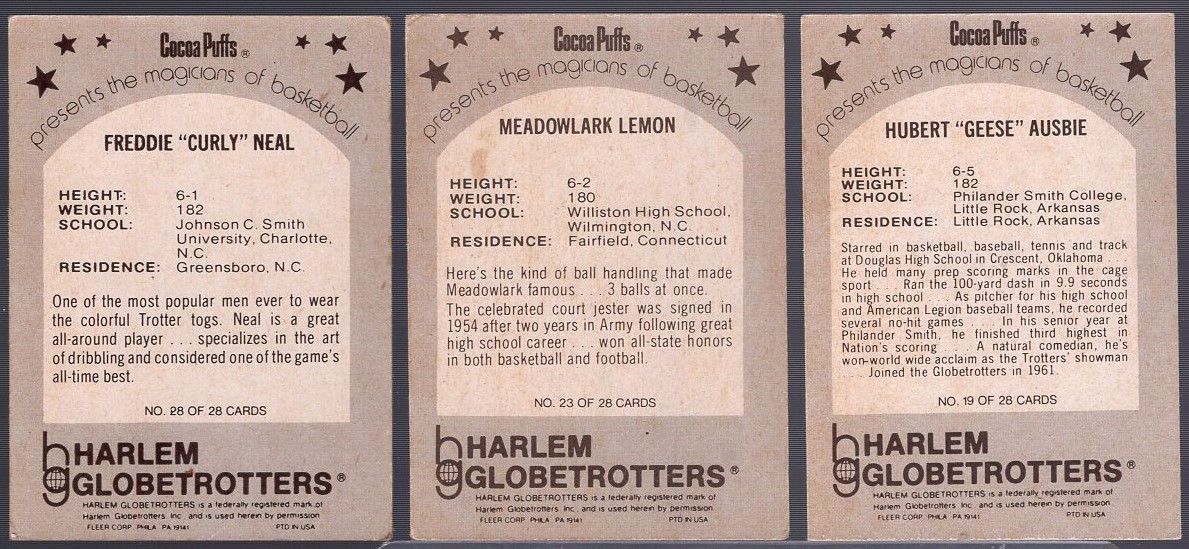 Cocoa Puffs®
presents the magicians of basketball
FREDDIE "CURLY" NEAL
HEIGHT: 6-1
WEIGHT: 182
SCHOOL: Johnson C. Smith
University, Charlotte,
N.C.
RESIDENCE: Greensboro, N.C.
One of the most popular men ever to wear
the colorful Trotter togs. Neal is a great
all-around player . . . specializes in the art
of dribbling and considered one of the game's
all-time best.
NO. 28 OF 28 CARDS
hg HARLEM
GLOBETROTTERS®
HARLEM GLOBETROTTERS is a federally registered mark of
Harlem Globetrotters Inc. and is used herein by permission
FLEER CORP. PHILA. PA 19141 PTD IN USA
Cocoa Puffs®
presents the magicians of basketball
MEADOWLARK LEMON
HEIGHT: 6-2
WEIGHT: 180
SCHOOL: Williston High School,
Wilmington, N.C.
RESIDENCE: Fairfield, Connecticut
Here's the kind of ball handling that made
Meadowlark famous . . . 3 balls at once.
The celebrated court jester was signed in
1954 after two years in Army following great
high school career . . . won all-state honors
in both basketball and football.
NO. 23 OF 28 CARDS
hg HARLEM
GLOBETROTTERS®
HARLEM GLOBETROTTERS is a federally registered mark of
Harlem Globetrotters Inc. and is used herein by permission
FLEER CORP. PHILA. PA 19141 PTD IN USA
Cocoa Puffs®
presents the magicians of basketball
HUBERT "GEESE" AUSBIE
HEIGHT: 6-5
WEIGHT: 182
SCHOOL: Philander Smith College,
Little Rock, Arkansas
RESIDENCE: Little Rock, Arkansas
Starred in basketball, baseball, tennis and track
at Douglas High School in Crescent, Oklahoma . . .
He held many prep scoring marks in the cage
sport . . . Ran the 100-yard dash in 9.9 seconds
in high school . . . As pitcher for his high school
and American Legion baseball teams, he recorded
several no-hit games . . . In his senior year at
Philander Smith, he finished third highest in
Nation's scoring . . . A natural comedian, he's
won world wide acclaim as the Trotters' showman
. . . Joined the Globetrotters in 1961.
NO. 19 OF 28 CARDS
hg HARLEM
GLOBETROTTERS®
HARLEM GLOBETROTTERS is a federally registered mark of
Harlem Globetrotters Inc. and is used herein by permission
FLEER CORP. PHILA. PA 19141 PTD IN USA